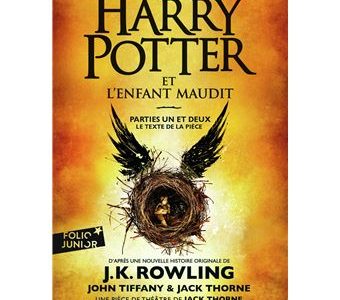 HARRY
POTTER
ET
L'ENFANT MAUDIT
PARTIES UN ET DEUX
LE TEXTE DE LA PIÈCE
FOLIO
JUNIOR
D'APRÈS UNE NOUVELLE HISTOIRE ORIGINALE DE
J.K. ROWLING
JOHN TIFFANY & JACK THORNE
UNE PIÈCE DE THÉÂTRE DE JACK THORNE